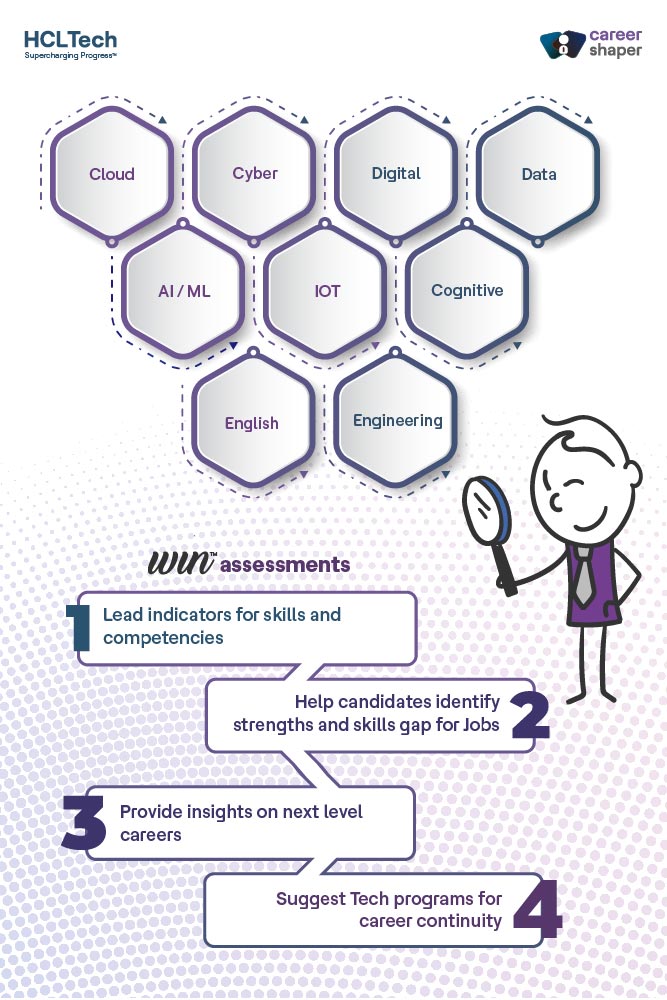 HCLTech
Supercharging Progress™
career
shaper
Cloud
Cyber
Digital
Data
AI / ML
IOT
Cognitive
English
Engineering
win™ assessments
1
Lead indicators for skills and
competencies
Help candidates identify
strengths and skills gap for Jobs
2
3
Provide insights on next level
careers
Suggest Tech programs for
career continuity
4